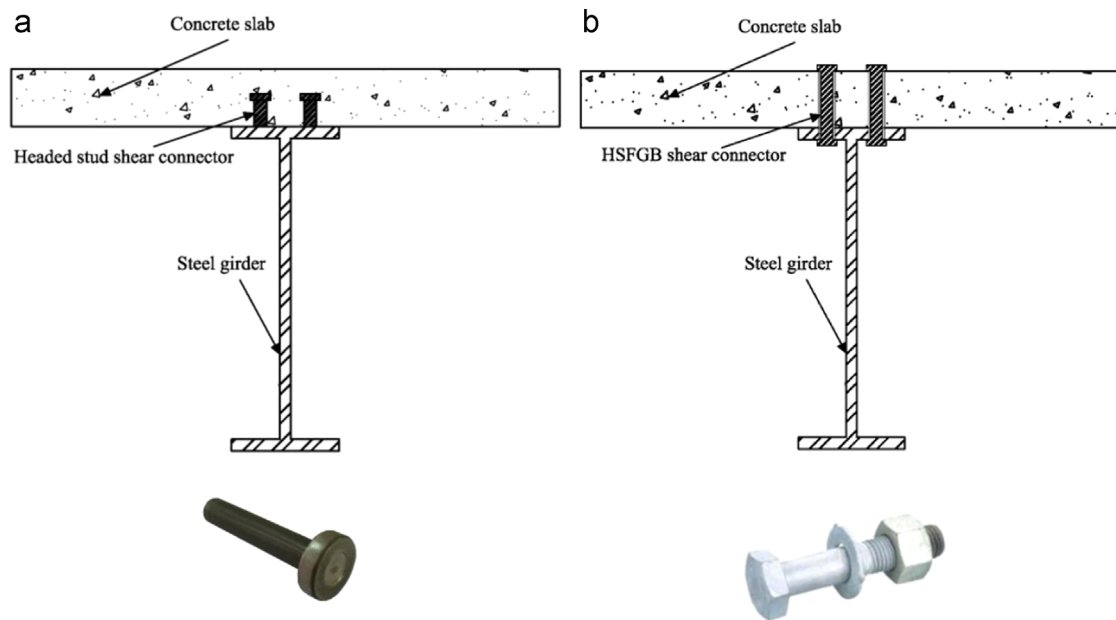 a
Concrete slab
Headed stud shear connector
Steel girder
b
Concrete slab
HSFGB shear connector
Steel girder